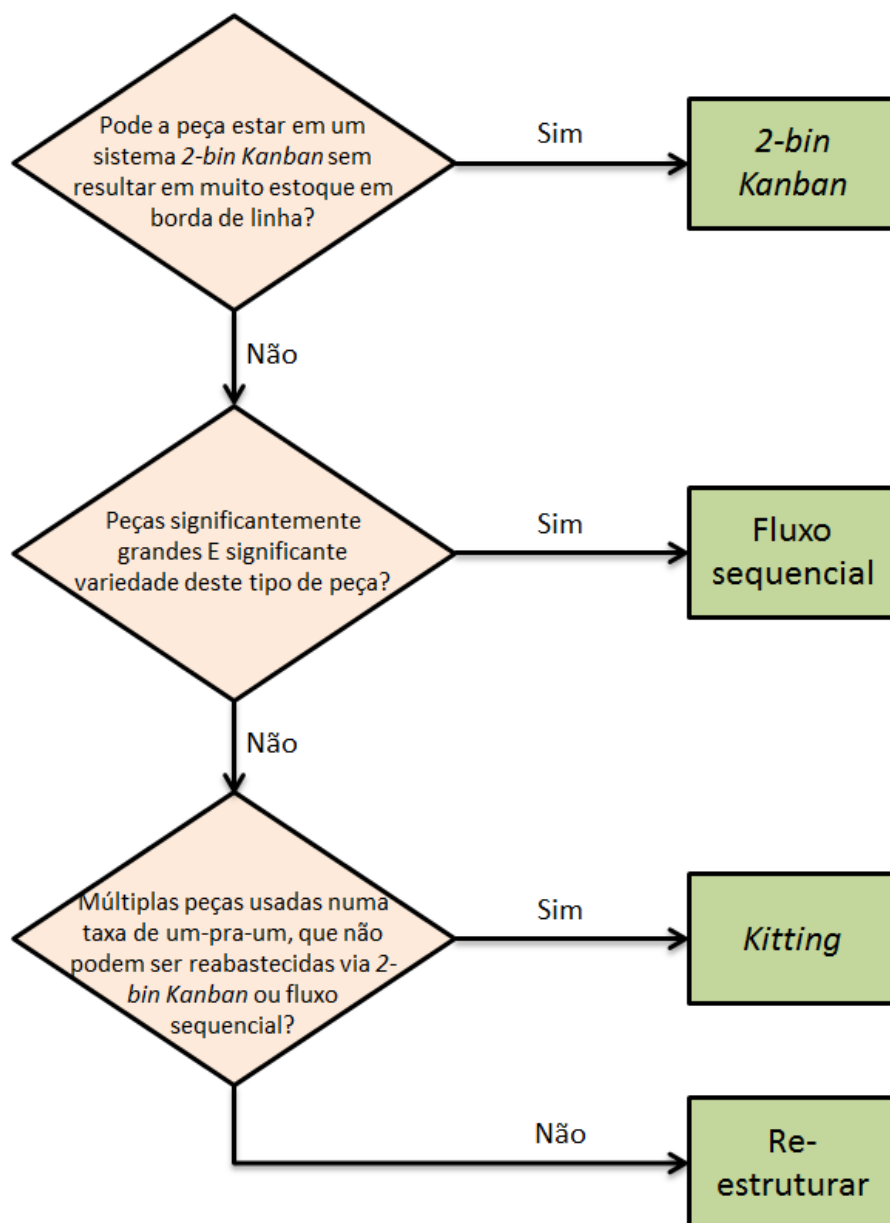 Pode a peça estar em um
sistema 2-bin Kanban sem
resultar em muito estoque em
borda de linha?
Sim
2-bin
Kanban
Não
Peças significantemente
grandes E significante
variedade deste tipo de peça?
Sim
Fluxo
sequencial
Não
Múltiplas peças usadas numa
taxa de um-pra-um, que não
podem ser reabastecidas via 2-
bin Kanban ou fluxo
sequencial?
Sim
Kitting
Não
Re-
estruturar